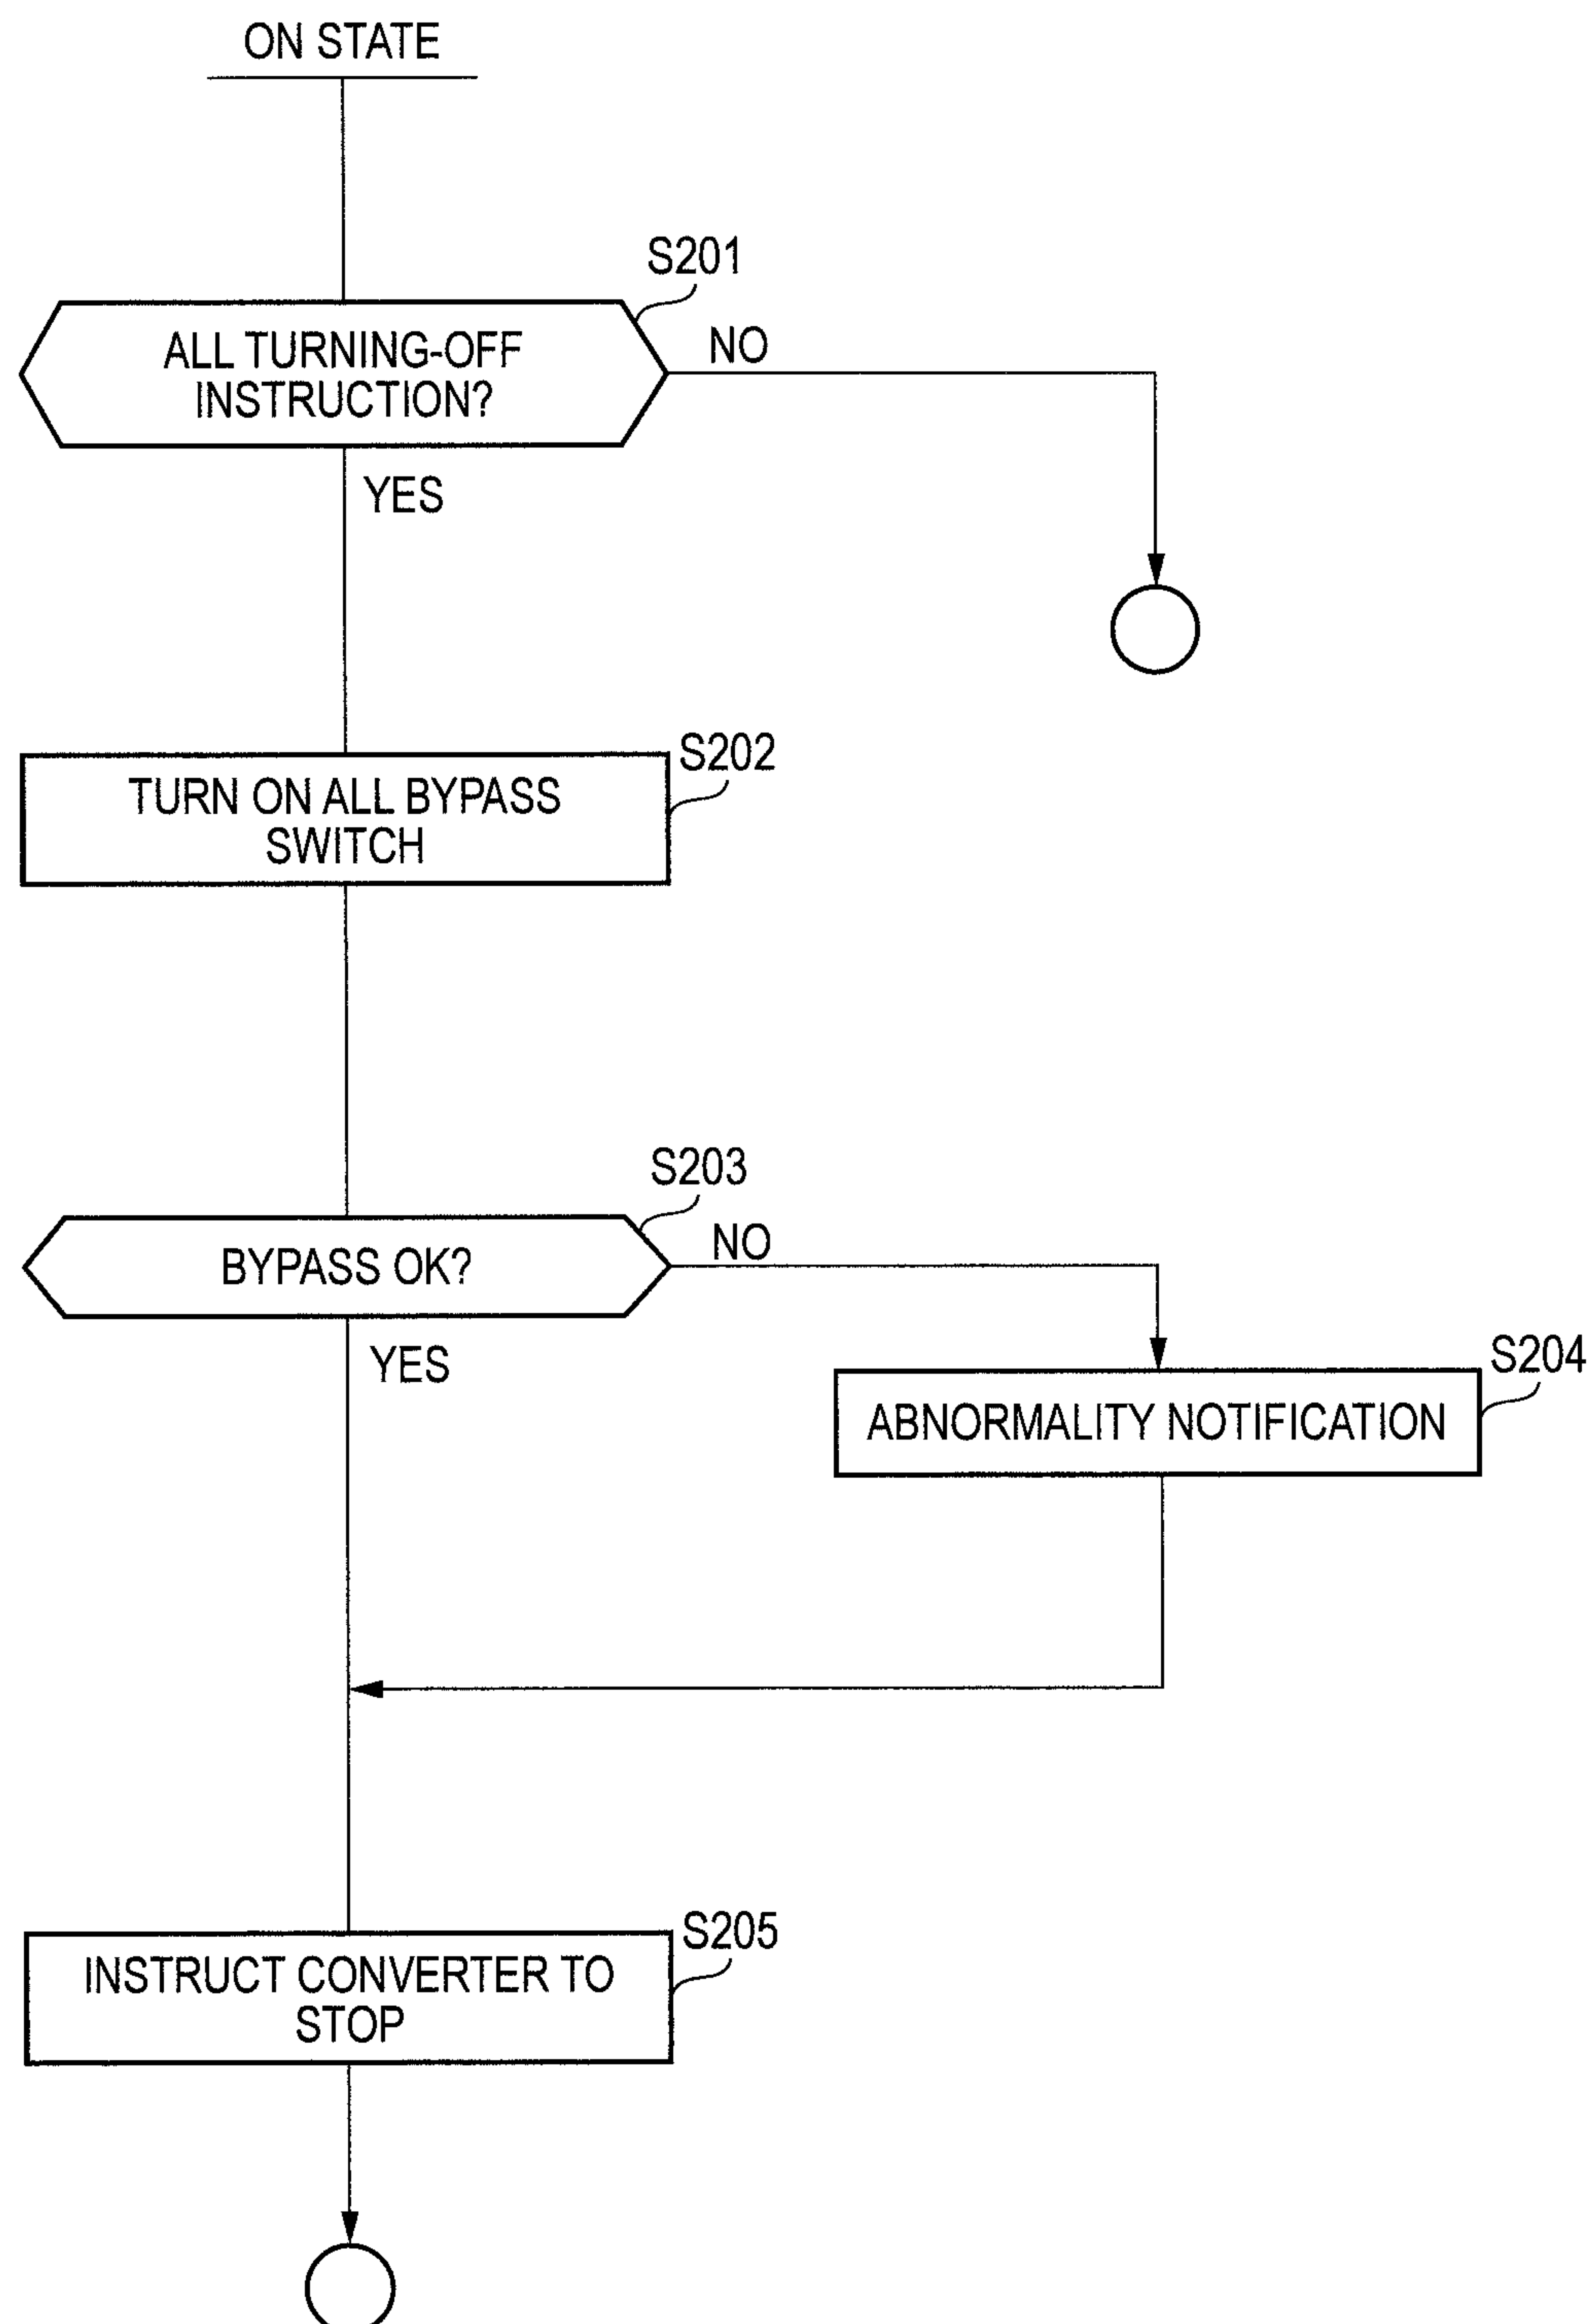 ON STATE
S201
ALL TURNING-OFF
INSTRUCTION?
NO
YES
S202
TURN ON ALL BYPASS
SWITCH
S203
BYPASS OK?
NO
YES
S204
ABNORMALITY NOTIFICATION
S205
INSTRUCT CONVERTER TO
STOP